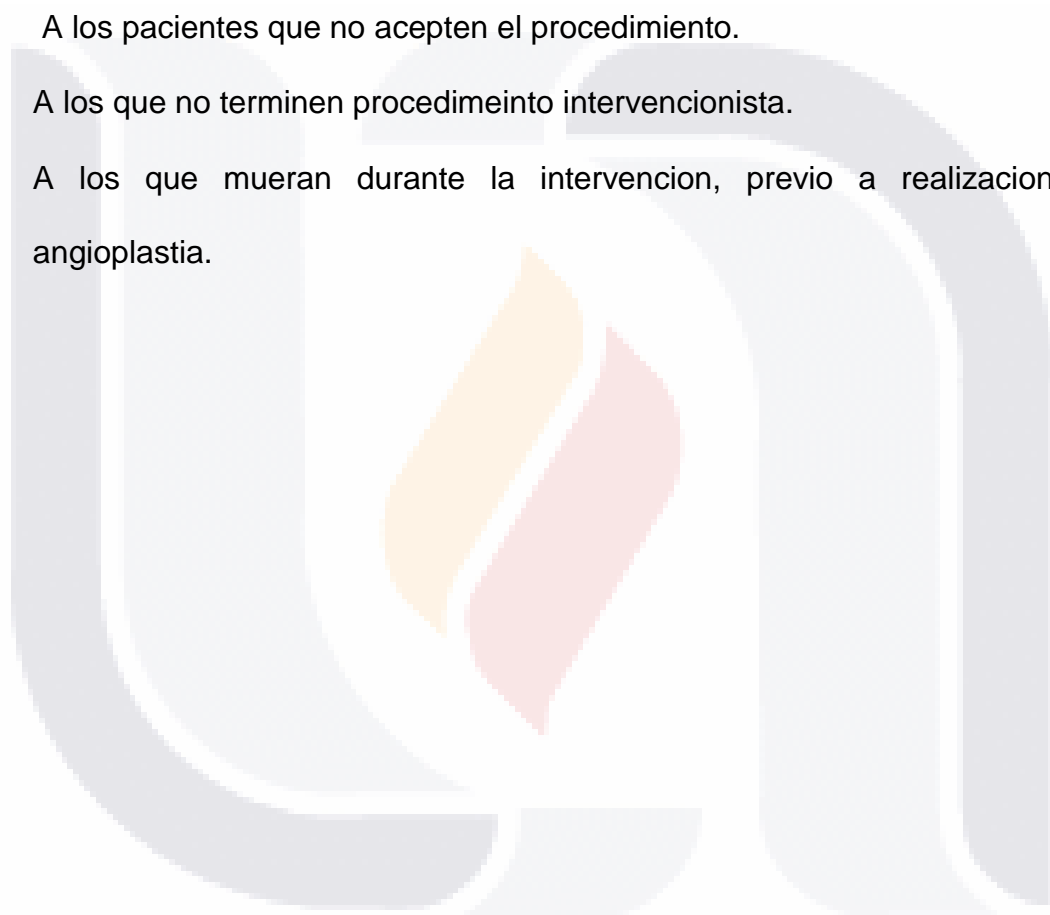 A los pacientes que no acepten el procedimiento.
A los que no terminen procedimeinto intervencionista.
A los que mueran durante la intervencion, previo a realizacion
angioplastia.